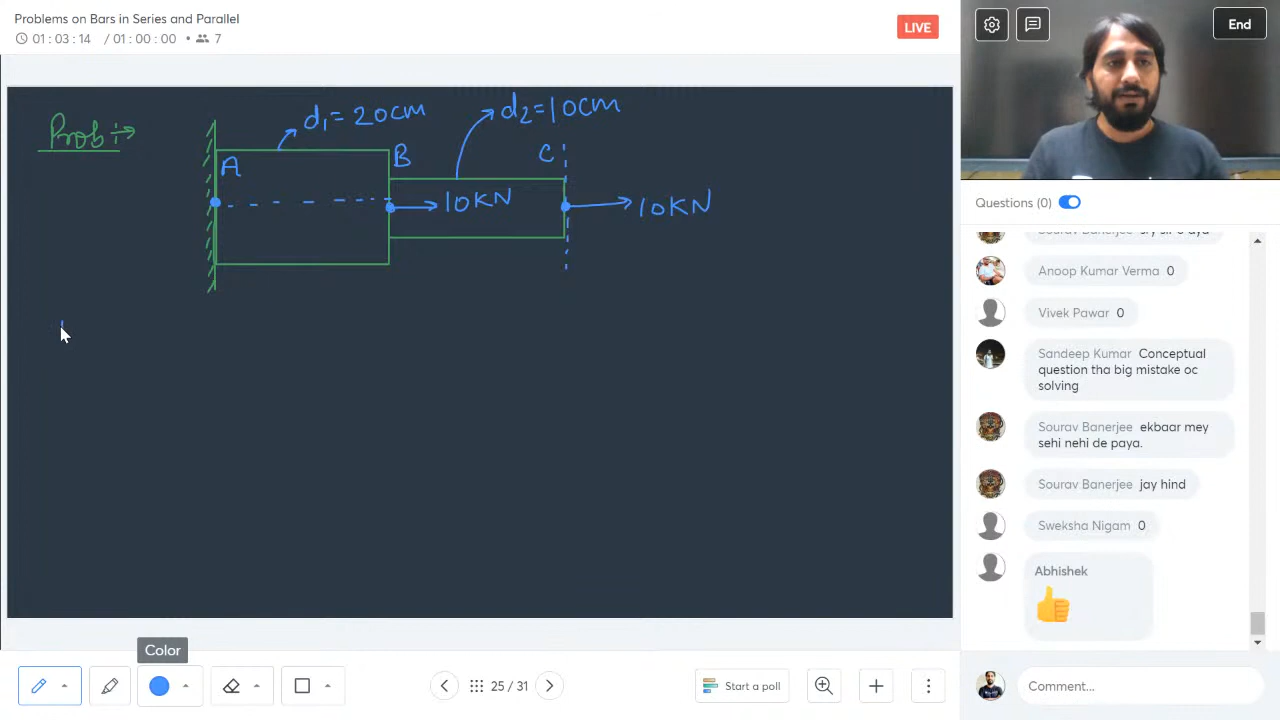 Problems on Bars in Series and Parallel
01:03:14 / 01:00:00 • 7
LIVE
End
Prob :→
d₁ = 20cm
d₂=10cm
A
B
C
10KN
10KN
Questions (0)
Anoop Kumar Verma 0
Vivek Pawar 0
Sandeep Kumar Conceptual
question tha big mistake oc
solving
Sourav Banerjee ekbaar mey
sehi nehi de paya.
Sourav Banerjee jay hind
Sweksha Nigam 0
Abhishek
Color
25 / 31
Start a poll
Comment...